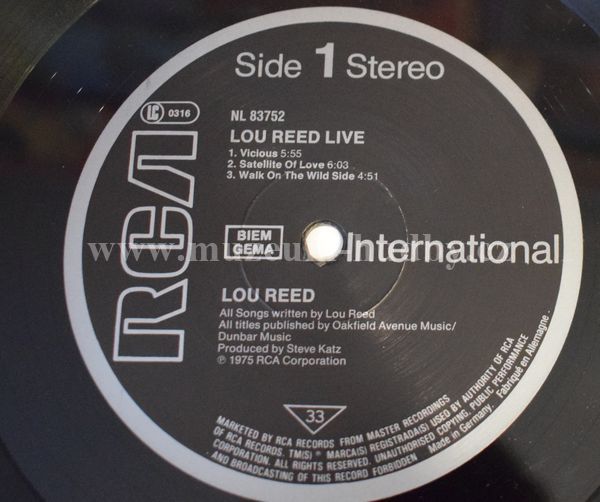 Side 1 Stereo
LC 0316
NL 83752
LOU REED LIVE
1. Vicious 5:55
2. Satellite Of Love 6:03
3. Walk On The Wild Side 4:51
RCA
BIEM
GEMA
International
LOU REED
All Songs written by Lou Reed
All titles published by Oakfield Avenue Music/
Dunbar Music
Produced by Steve Katz
℗ 1975 RCA Corporation
33
MARKETED BY RCA RECORDS FROM MASTER RECORDINGS
OF RCA RECORDS. TM(S) ® MARCA(S) REGISTRADA(S) USED BY AUTHORITY OF RCA
CORPORATION. ALL RIGHTS RESERVED. UNAUTHORISED COPYING. PUBLIC PERFORMANCE
AND BROADCASTING OF THIS RECORD FORBIDDEN Made in Germany. Fabriqué en Allemagne.